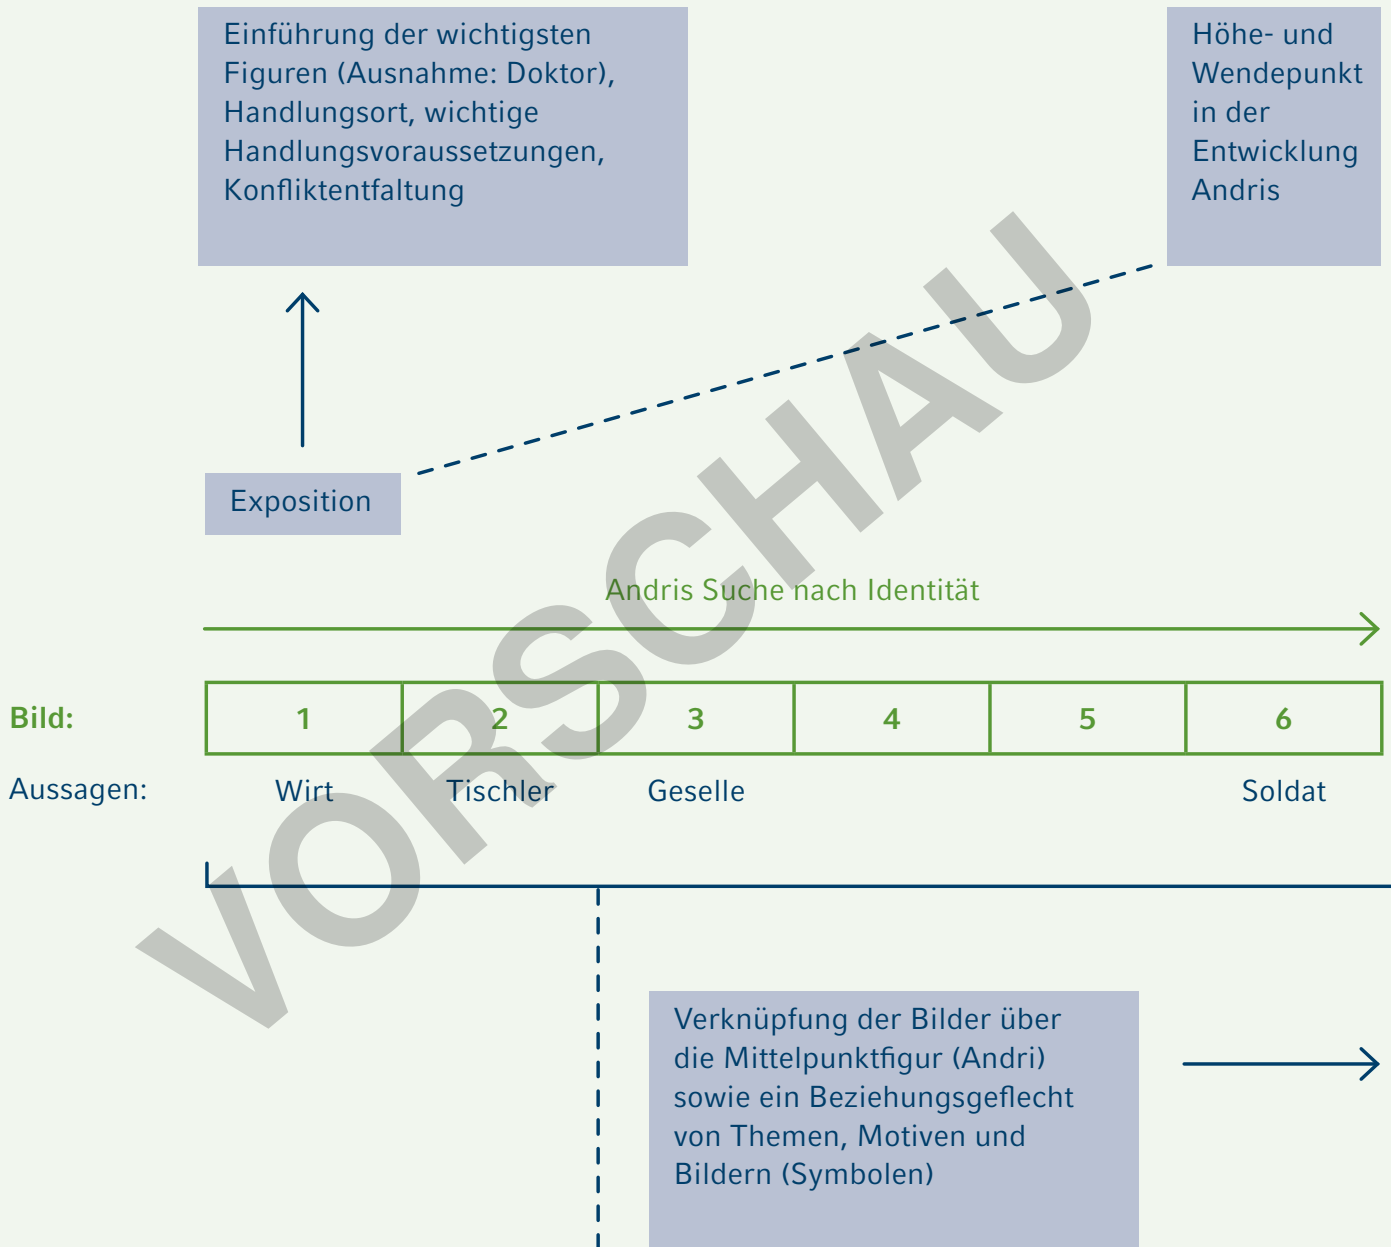 Einführung der wichtigsten
Figuren (Ausnahme: Doktor),
Handlungsort, wichtige
Handlungsvoraussetzungen,
Konfliktentfaltung
Höhe- und
Wendepunkt
in der
Entwicklung
Andris
Exposition
Andris Suche nach Identität
Bild: 1 2 3 4 5 6
Aussagen: Wirt Tischler Geselle Soldat
Verknüpfung der Bilder über
die Mittelpunktfigur (Andri)
sowie ein Beziehungsgeflecht
von Themen, Motiven und
Bildern (Symbolen)
VORSCHAU